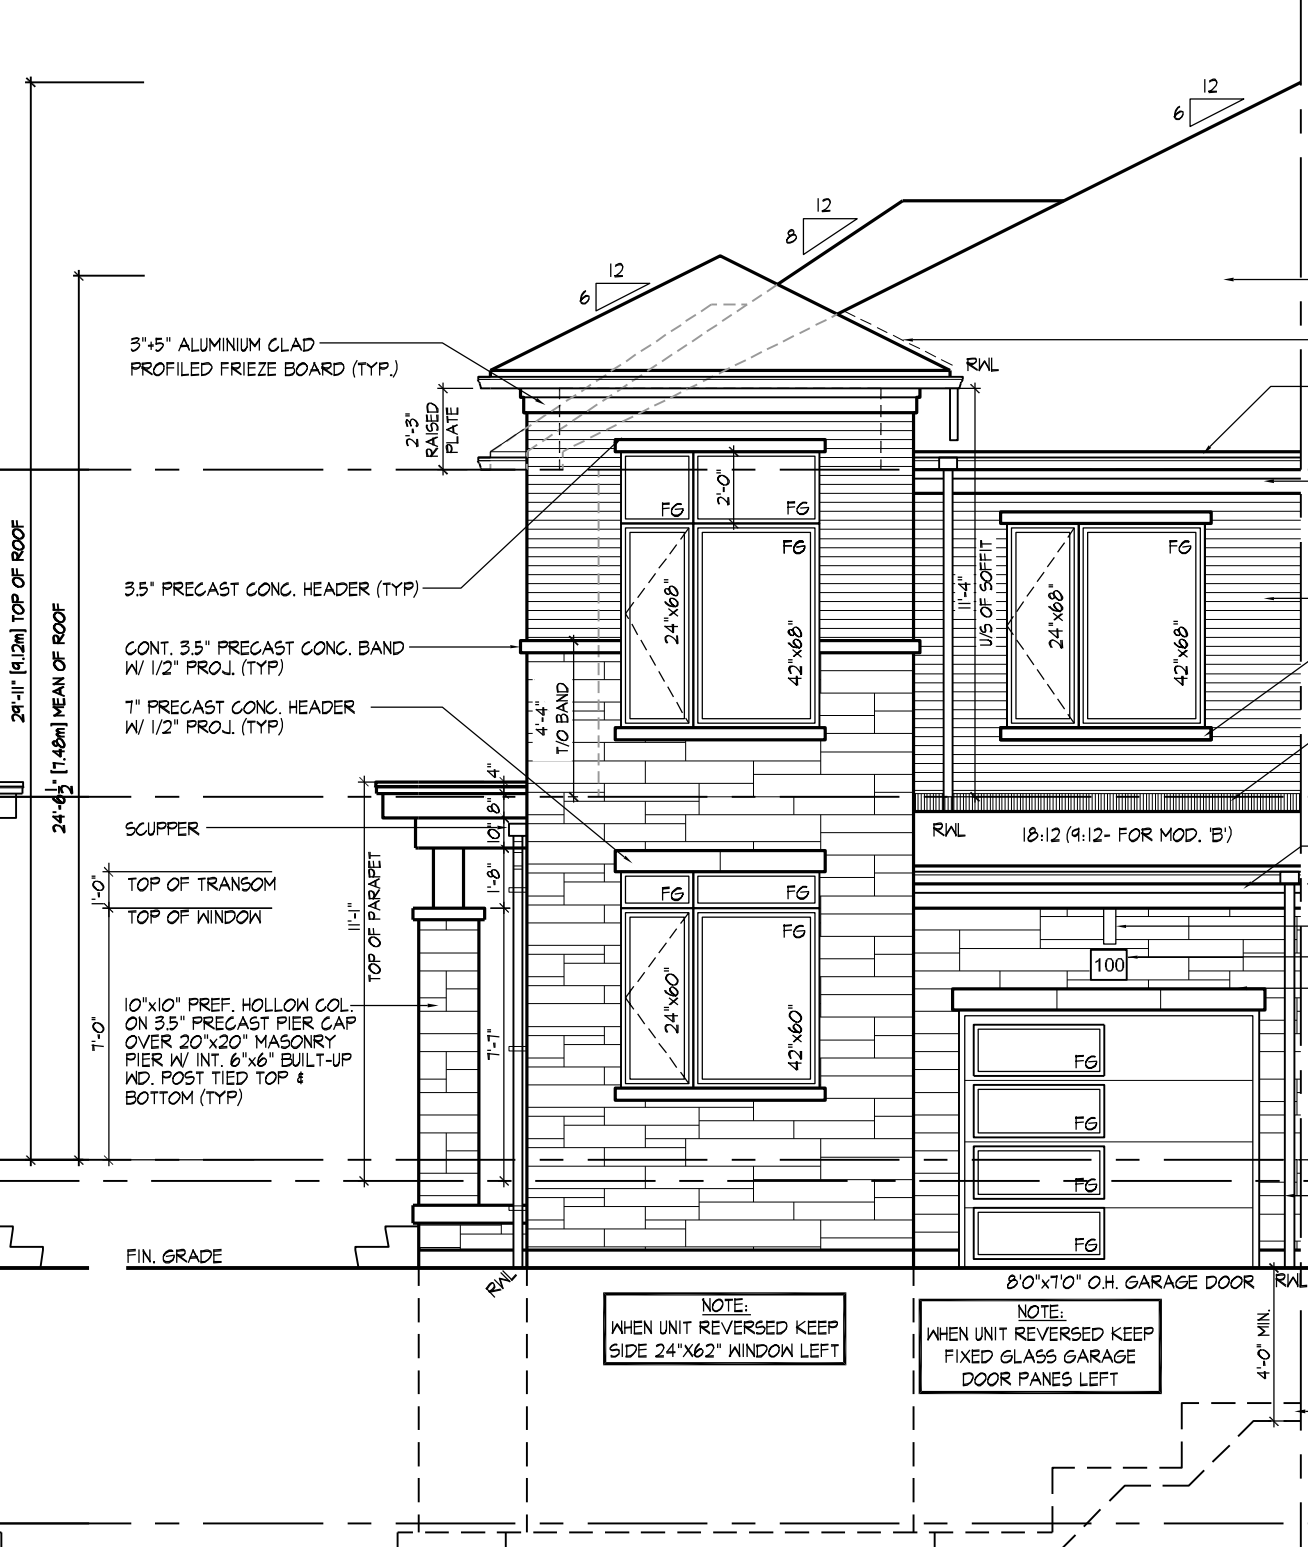 12
6
12
8
12
6
3"+5" ALUMINIUM CLAD
PROFILED FRIEZE BOARD (TYP.)
RWL
2'-3"
RAISED
PLATE
2'-0"
FG
FG
FG
FG
29'-11" [9.12m] TOP OF ROOF
24'-6 1/2" [7.48m] MEAN OF ROOF
3.5" PRECAST CONC. HEADER (TYP)
24"x68"
42"x68"
11'-4"
U/S OF SOFFIT
24"x68"
42"x68"
CONT. 3.5" PRECAST CONC. BAND
W/ 1/2" PROJ. (TYP)
7" PRECAST CONC. HEADER
W/ 1/2" PROJ. (TYP)
4'-4"
T/O BAND
4"
8"
10"
1'-8"
SCUPPER
RWL
18:12 (9:12- FOR MOD. 'B')
1'-0"
TOP OF TRANSOM
TOP OF WINDOW
11'-1"
TOP OF PARAPET
FG
FG
FG
24"x60"
42"x60"
100
10"x10" PREF. HOLLOW COL.
ON 3.5" PRECAST PIER CAP
OVER 20"x20" MASONRY
PIER W/ INT. 6"x6" BUILT-UP
WD. POST TIED TOP &
BOTTOM (TYP)
7'-0"
7'-7"
FG
FG
FG
FG
FIN. GRADE
RWL
8'0"x7'0" O.H. GARAGE DOOR
RWL
NOTE:
WHEN UNIT REVERSED KEEP
SIDE 24"X62" WINDOW LEFT
NOTE:
WHEN UNIT REVERSED KEEP
FIXED GLASS GARAGE
DOOR PANES LEFT
4'-0" MIN.